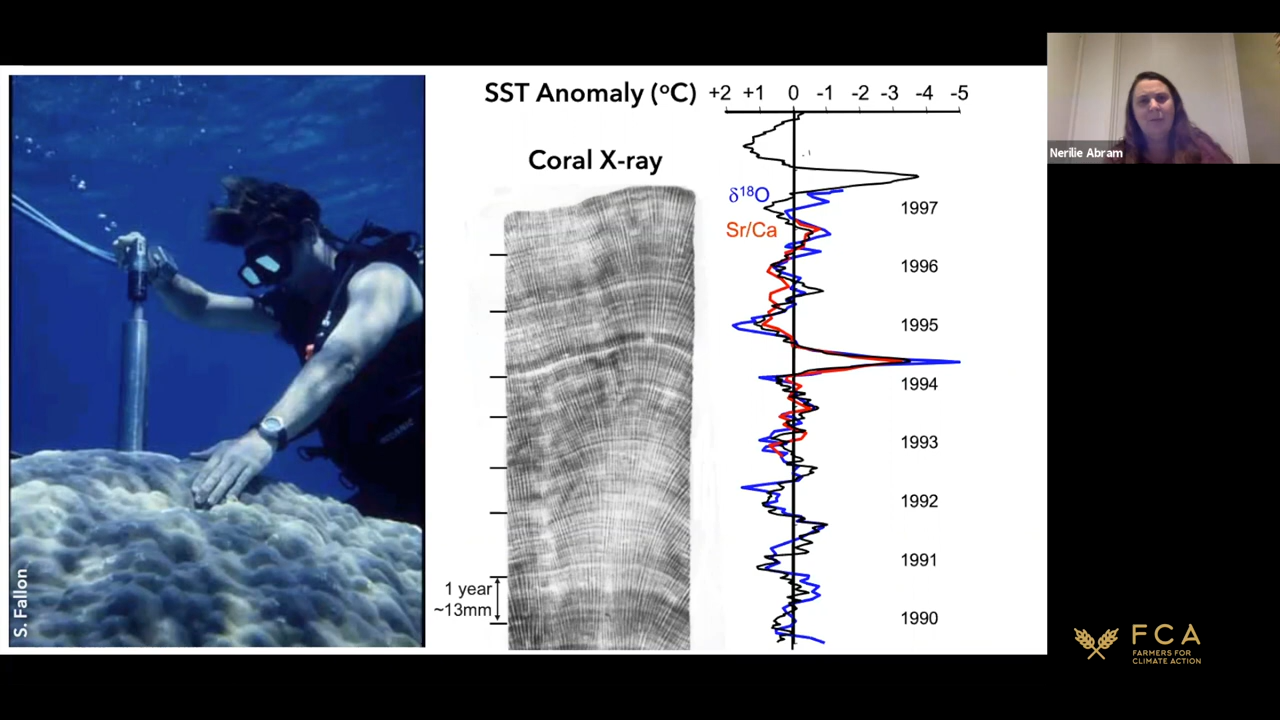 SST Anomaly (ºC)
+2 +1 0 -1 -2 -3 -4 -5
Coral X-ray
δ18O
Sr/Ca
1997
1996
1995
1994
1993
1992
1991
1990
1 year
~13mm
S. Fallon
Nerilie Abram
FCA
FARMERS FOR
CLIMATE ACTION